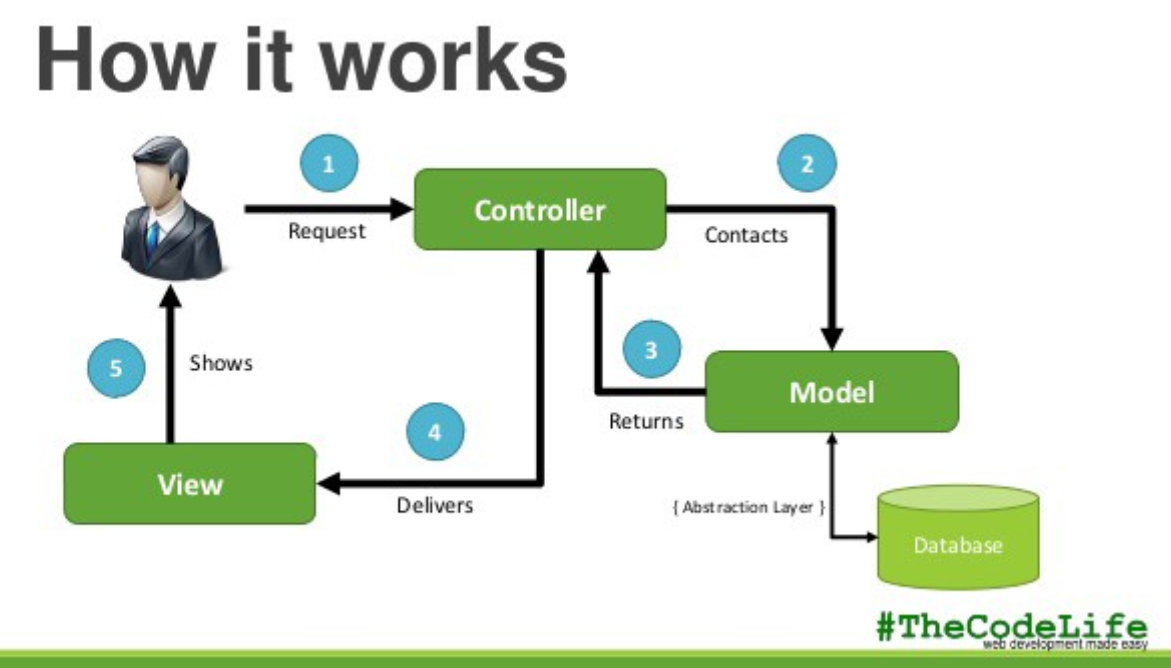 How it works
1
Request
Controller
2
Contacts
3
Returns
Model
4
Delivers
5
Shows
View
{ Abstraction Layer }
Database
#TheCodeLife
web development made easy